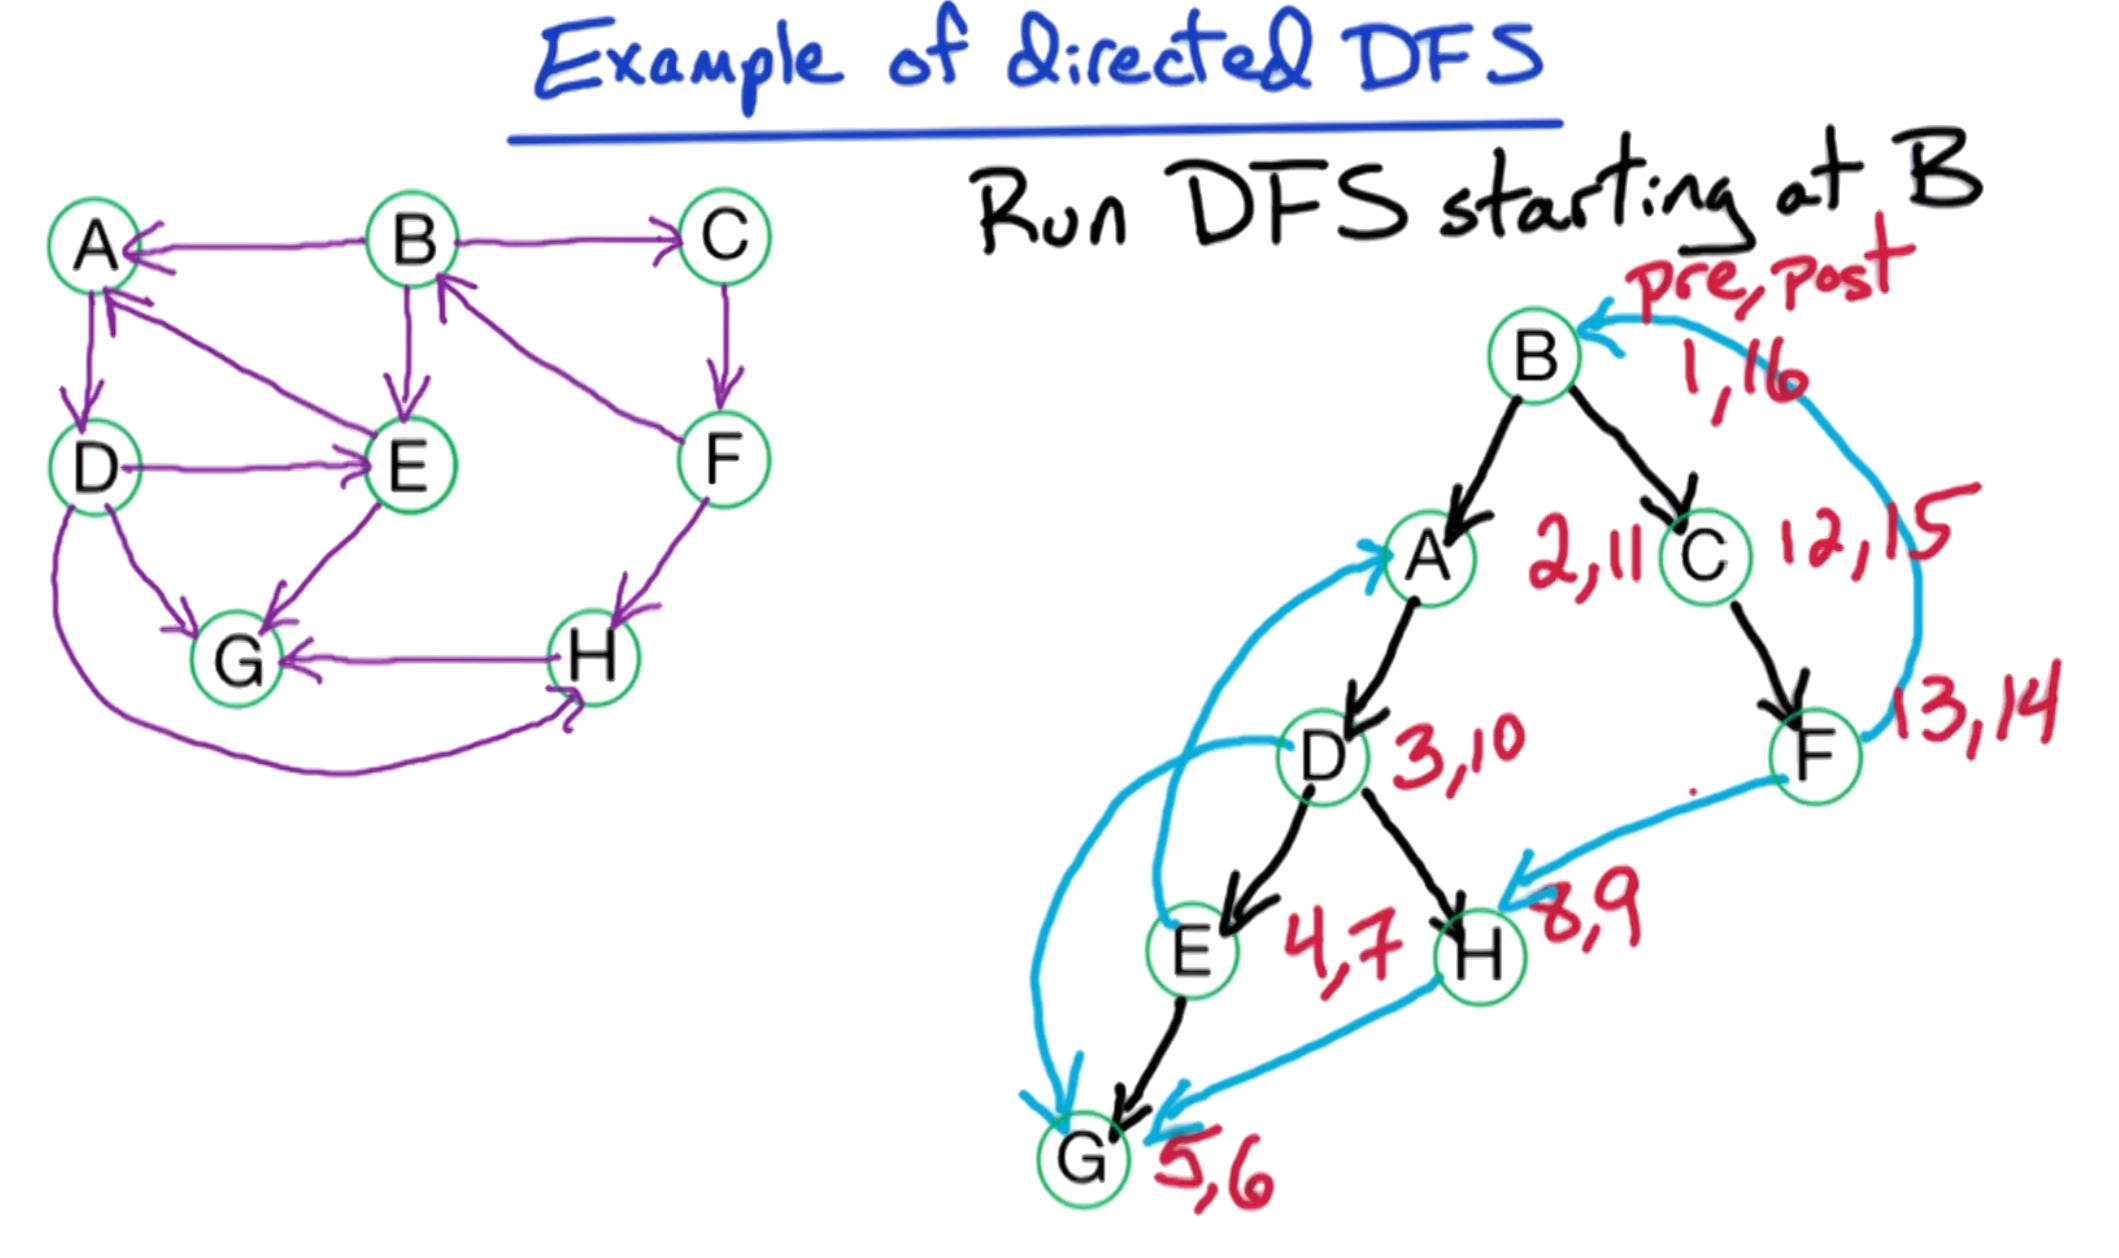 Example of directed DFS
Run DFS starting at B
A B C
D E F
G H
pre, post
B 1, 16
A 2, 11 C 12, 15
D 3, 10 F 13, 14
E 4, 7 H 8, 9
G 5, 6